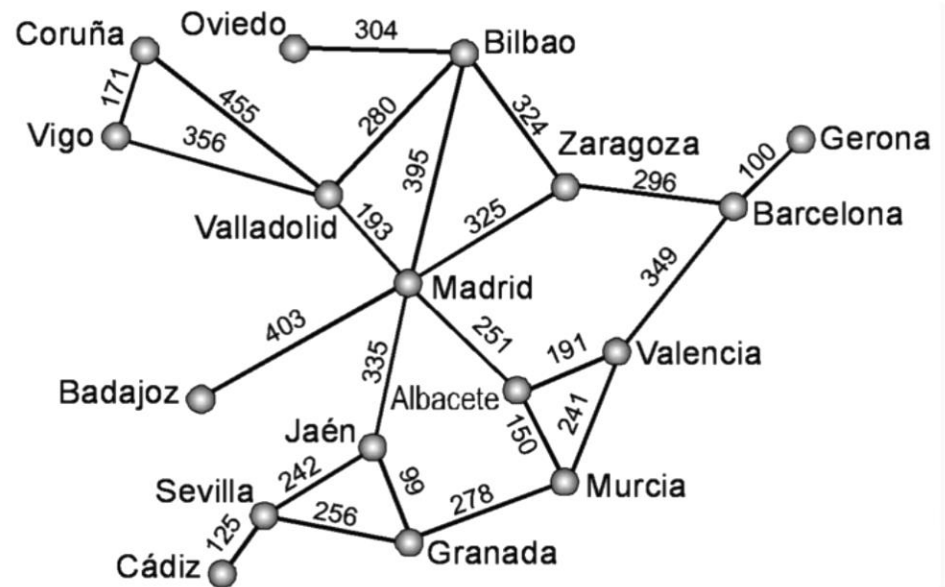 Oviedo
304
Coruña
Bilbao
171
455
280
324
Vigo
356
395
Zaragoza
100
Gerona
296
Valladolid
193
325
Barcelona
349
Madrid
403
251
335
191
Valencia
Badajoz
Albacete
241
150
Jaén
242
99
278
Murcia
Sevilla
256
125
Granada
Cádiz